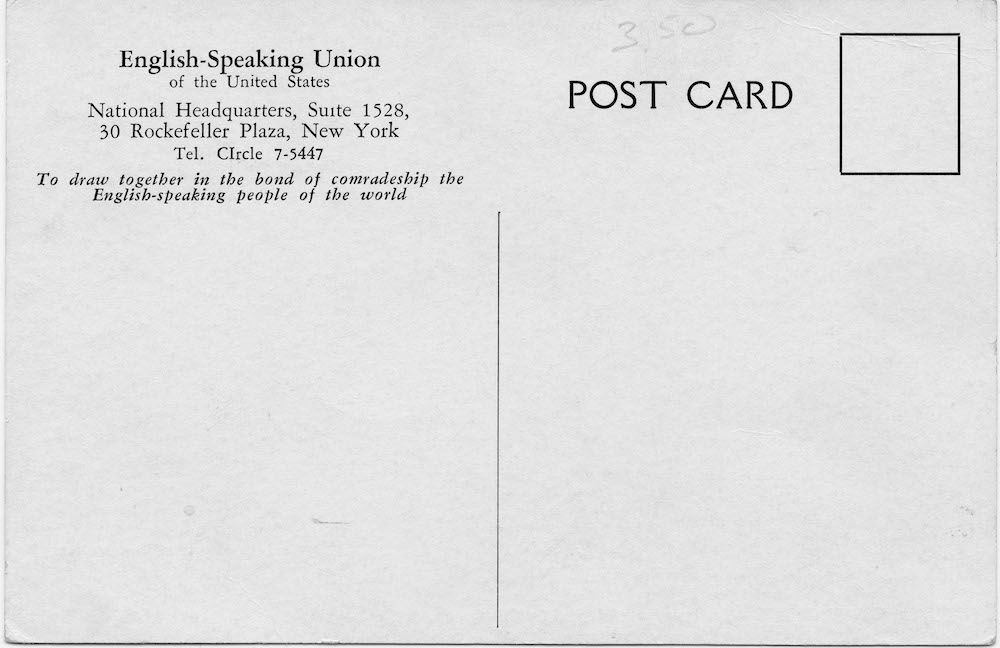 English-Speaking Union
of the United States
National Headquarters, Suite 1528,
30 Rockefeller Plaza, New York
Tel. CIrcle 7-5447
To draw together in the bond of comradeship the
English-speaking people of the world
3.50
POST CARD